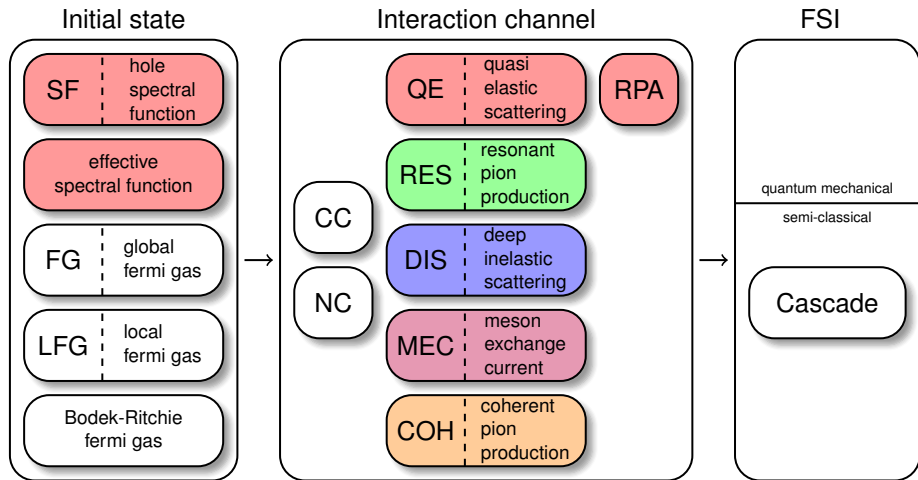 Initial state
SF
hole
spectral
function
effective
spectral function
FG
global
fermi gas
LFG
local
fermi gas
Bodek-Ritchie
fermi gas
Interaction channel
CC
NC
QE
quasi
elastic
scattering
RPA
RES
resonant
pion
production
DIS
deep
inelastic
scattering
MEC
meson
exchange
current
COH
coherent
pion
production
FSI
quantum mechanical
semi-classical
Cascade